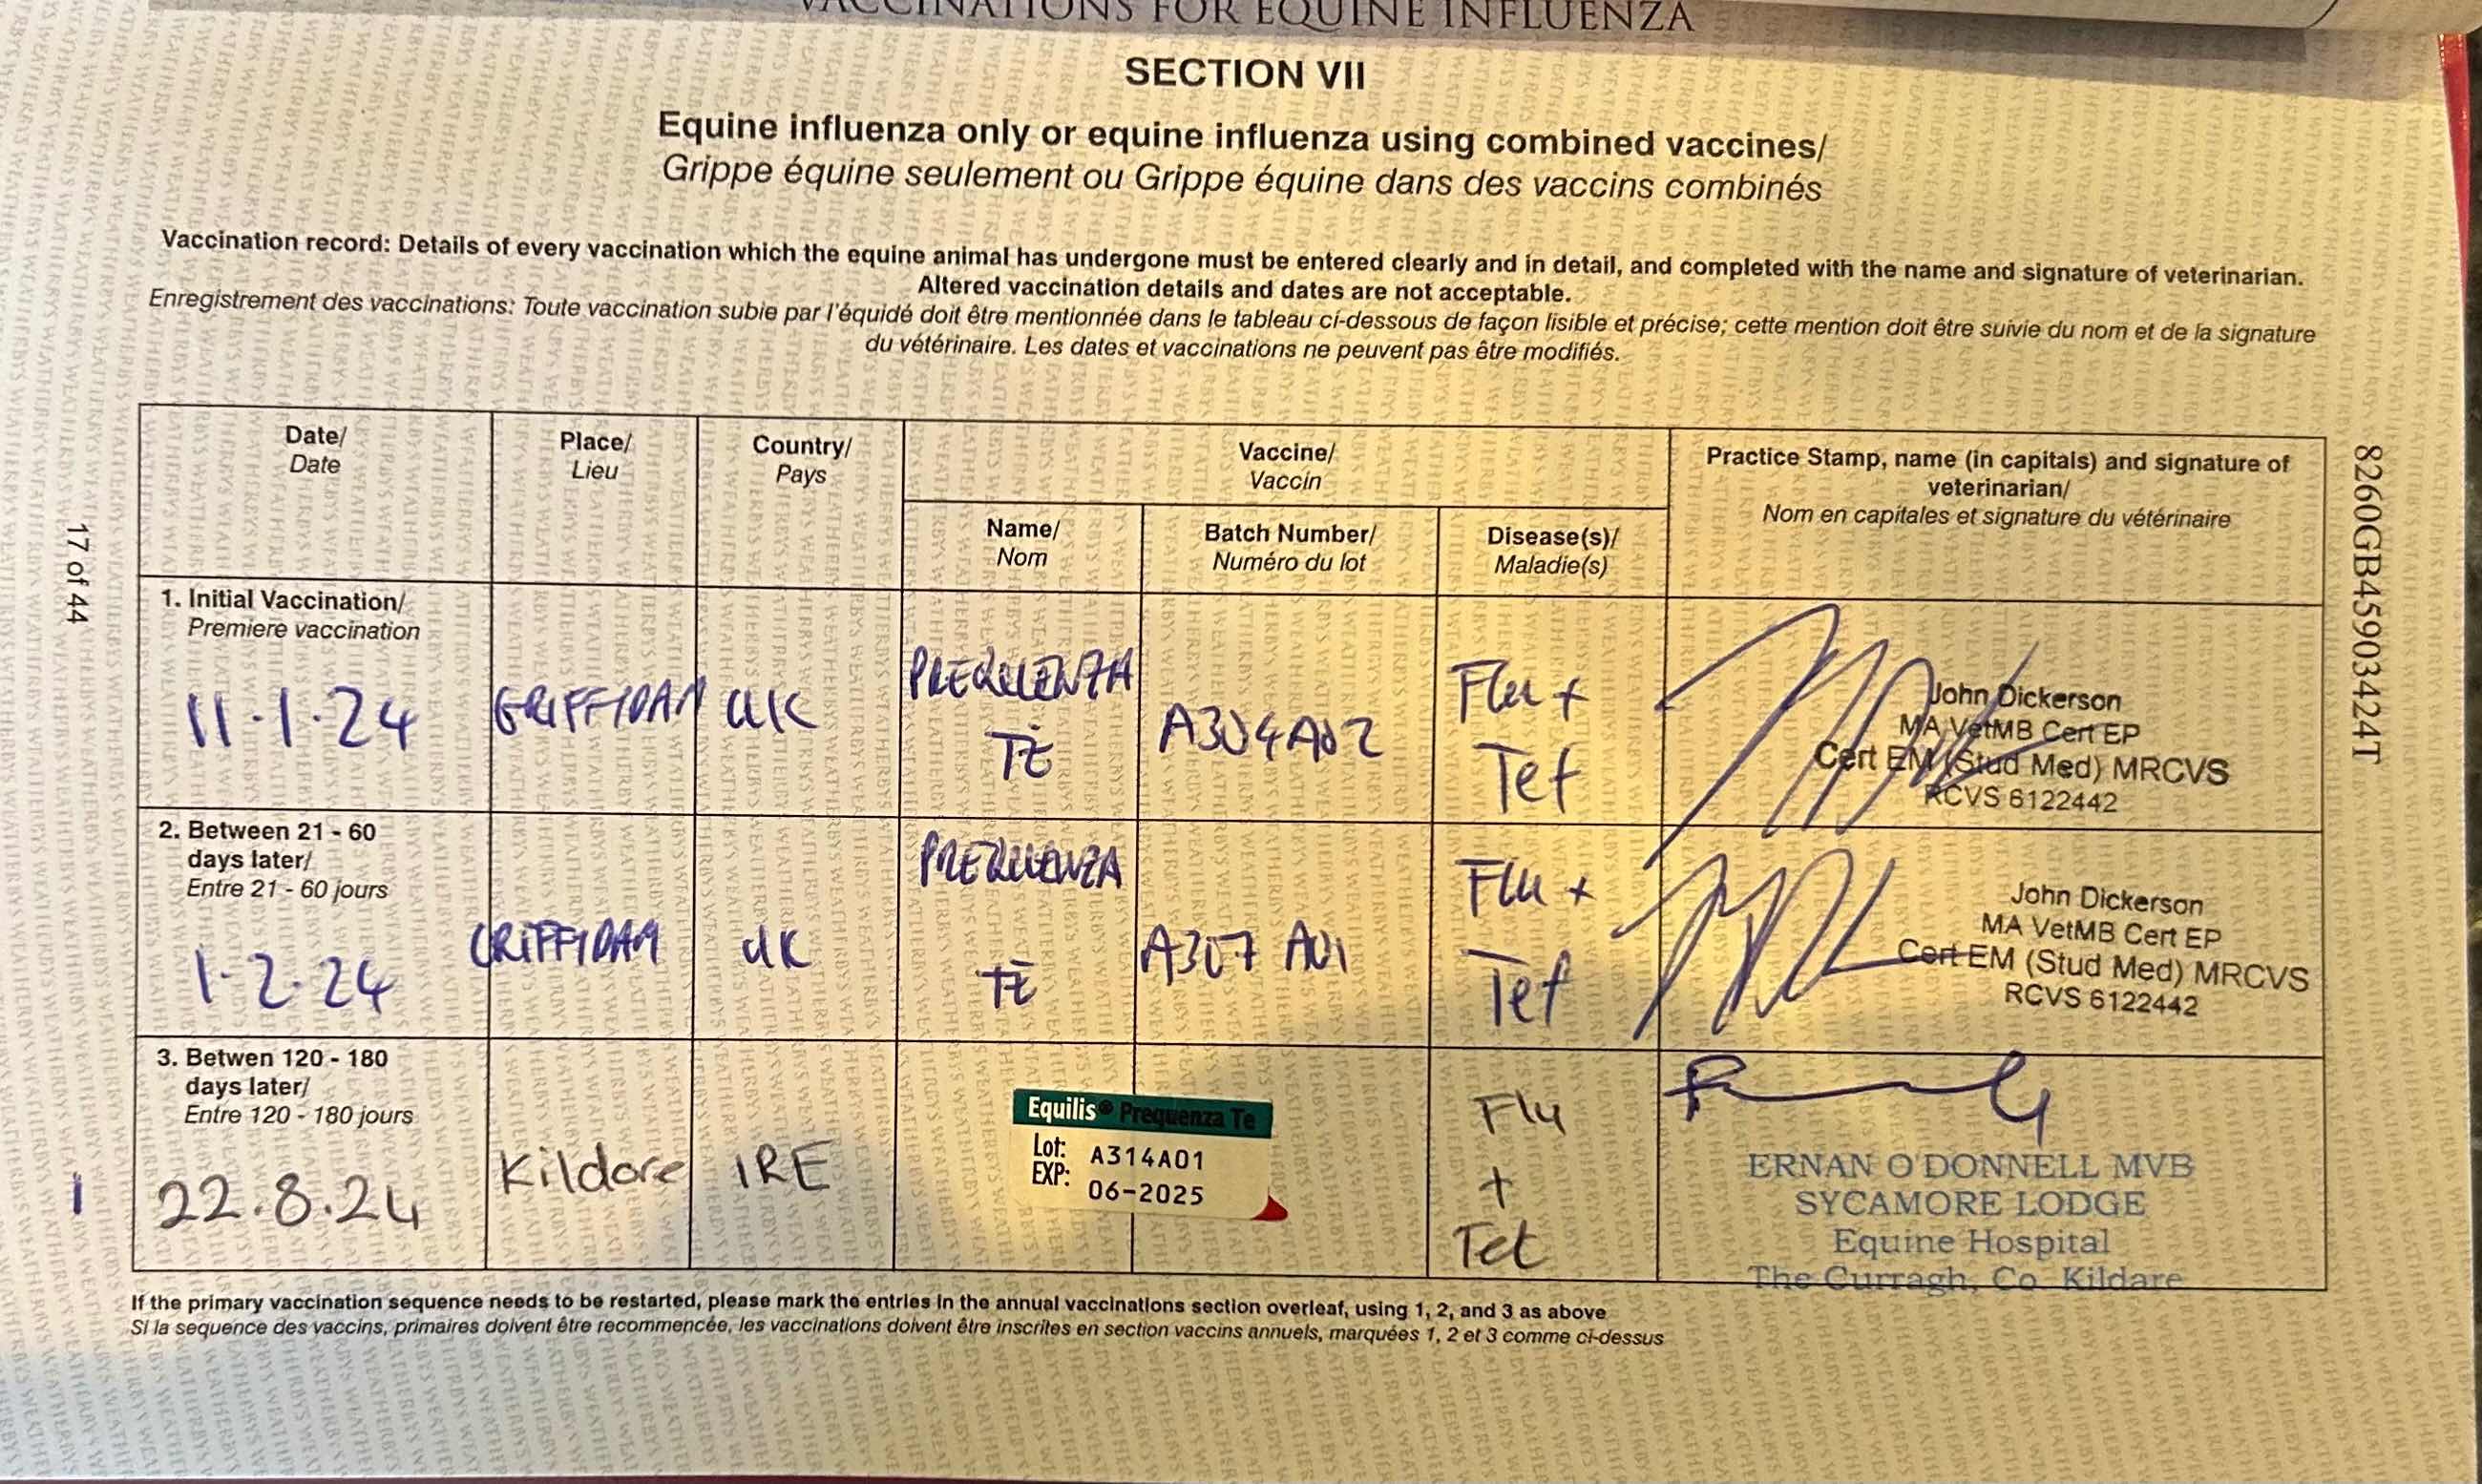 VACCINATIONS FOR EQUINE INFLUENZA
SECTION VII
Equine influenza only or equine influenza using combined vaccines/
Grippe équine seulement ou Grippe équine dans des vaccins combinés
Vaccination record: Details of every vaccination which the equine animal has undergone must be entered clearly and in detail, and completed with the name and signature of veterinarian.
Altered vaccination details and dates are not acceptable.
Enregistrement des vaccinations: Toute vaccination subie par l'équidé doit être mentionnée dans le tableau ci-dessous de façon lisible et précise; cette mention doit être suivie du nom et de la signature
du vétérinaire. Les dates et vaccinations ne peuvent pas être modifiés.
Date/
Date
Place/
Lieu
Country/
Pays
Vaccine/
Vaccin
Practice Stamp, name (in capitals) and signature of
veterinarian/
Nom en capitales et signature du vétérinaire
Name/
Nom
Batch Number/
Numéro du lot
Disease(s)/
Maladie(s)
1. Initial Vaccination/
Premiere vaccination
11.1.24
GRIFFYDAM
UK
PREQUENZA
TE
A304A02
Flu +
Tet
John Dickerson
MA VetMB Cert EP
Cert EM (Stud Med) MRCVS
RCVS 6122442
2. Between 21 - 60
days later/
Entre 21 - 60 jours
1.2.24
GRIFFYDAM
UK
PREQUENZA
TE
A307 A01
Flu +
Tet
John Dickerson
MA VetMB Cert EP
Cert EM (Stud Med) MRCVS
RCVS 6122442
3. Betwen 120 - 180
days later/
Entre 120 - 180 jours
1
22.8.24
Kildare
IRE
Equilis® Prequenza Te
Lot: A314A01
EXP: 06-2025
Flu
+
Tet
ERNAN O'DONNELL MVB
SYCAMORE LODGE
Equine Hospital
The Curragh, Co. Kildare
If the primary vaccination sequence needs to be restarted, please mark the entries in the annual vaccinations section overleaf, using 1, 2, and 3 as above
Si la sequence des vaccins, primaires doivent être recommencée, les vaccinations doivent être inscrites en section vaccins annuels, marquées 1, 2 et 3 comme ci-dessus
17 of 44
8260GB45903424T